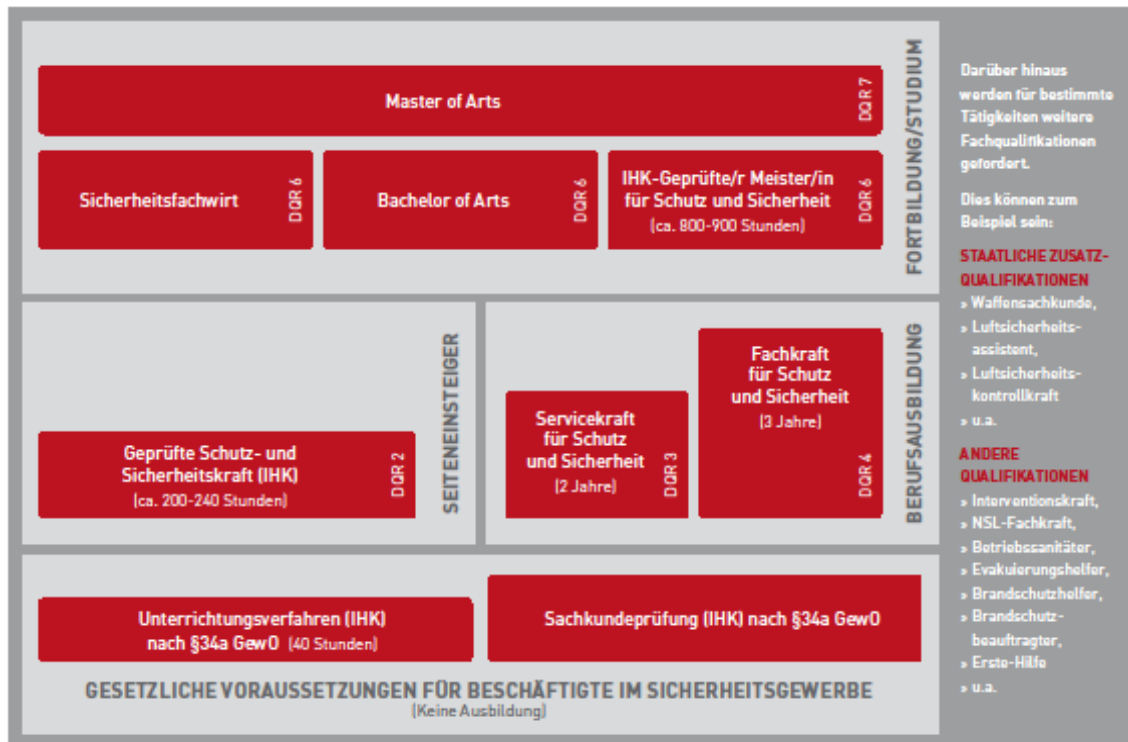 Master of Arts
DQR 7
Sicherheitsfachwirt
DQR 6
Bachelor of Arts
DQR 6
IHK-Geprüfte/r Meister/in
für Schutz und Sicherheit
(ca. 800-900 Stunden)
DQR 6
FORTBILDUNG/STUDIUM
Geprüfte Schutz- und
Sicherheitskraft (IHK)
(ca. 200-240 Stunden)
DQR 2
SEITENEINSTEIGER
Servicekraft
für Schutz
und Sicherheit
(2 Jahre)
DQR 3
Fachkraft
für Schutz
und Sicherheit
(3 Jahre)
DQR 4
BERUFSAUSBILDUNG
Unterrichtungsverfahren (IHK)
nach §34a GewO (40 Stunden)
Sachkundeprüfung (IHK) nach §34a GewO
GESETZLICHE VORAUSSETZUNGEN FÜR BESCHÄFTIGTE IM SICHERHEITSGEWERBE
(Keine Ausbildung)
Darüber hinaus
werden für bestimmte
Tätigkeiten weitere
Fachqualifikationen
gefordert.
Dies können zum
Beispiel sein:
STAATLICHE ZUSATZ-
QUALIFIKATIONEN
» Waffensachkunde,
» Luftsicherheits-
assistent,
» Luftsicherheits-
kontrollkraft
» u.a.
ANDERE
QUALIFIKATIONEN
» Interventionskraft,
» NSL-Fachkraft,
» Betriebssanitäter,
» Evakuierungshelfer,
» Brandschutzhelfer,
» Brandschutz-
beauftragter,
» Erste-Hilfe
» u.a.